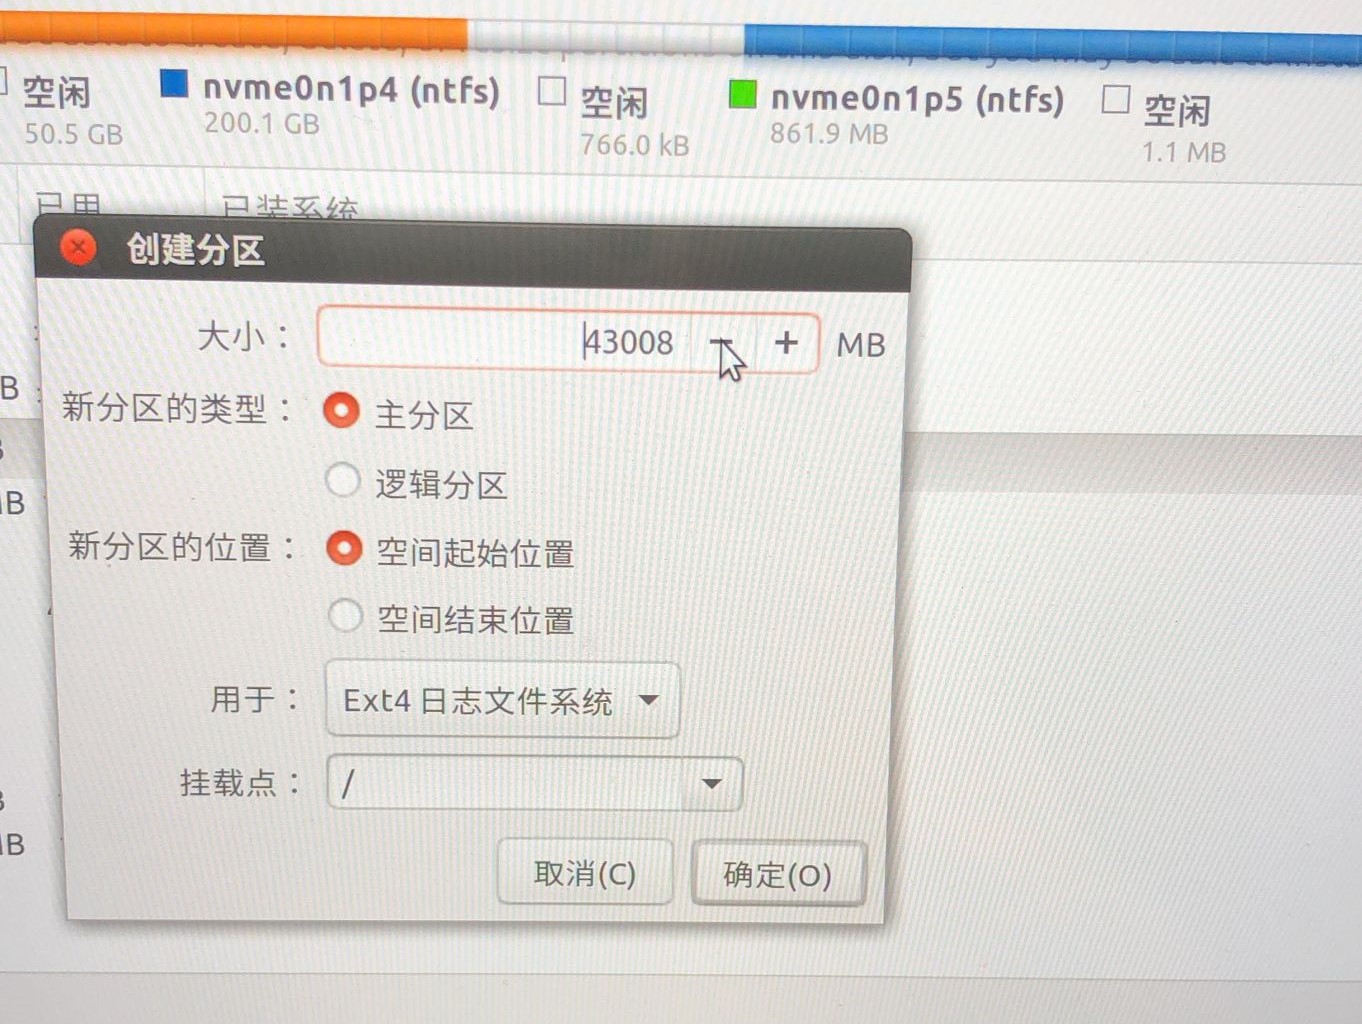 空闲
50.5 GB
nvme0n1p4 (ntfs)
200.1 GB
空闲
766.0 kB
nvme0n1p5 (ntfs)
861.9 MB
空闲
1.1 MB
已用
已装系统
创建分区
大小：
43008
−
+
MB
新分区的类型：
主分区
逻辑分区
新分区的位置：
空间起始位置
空间结束位置
用于：
Ext4 日志文件系统
挂载点：
/
取消(C)
确定(O)